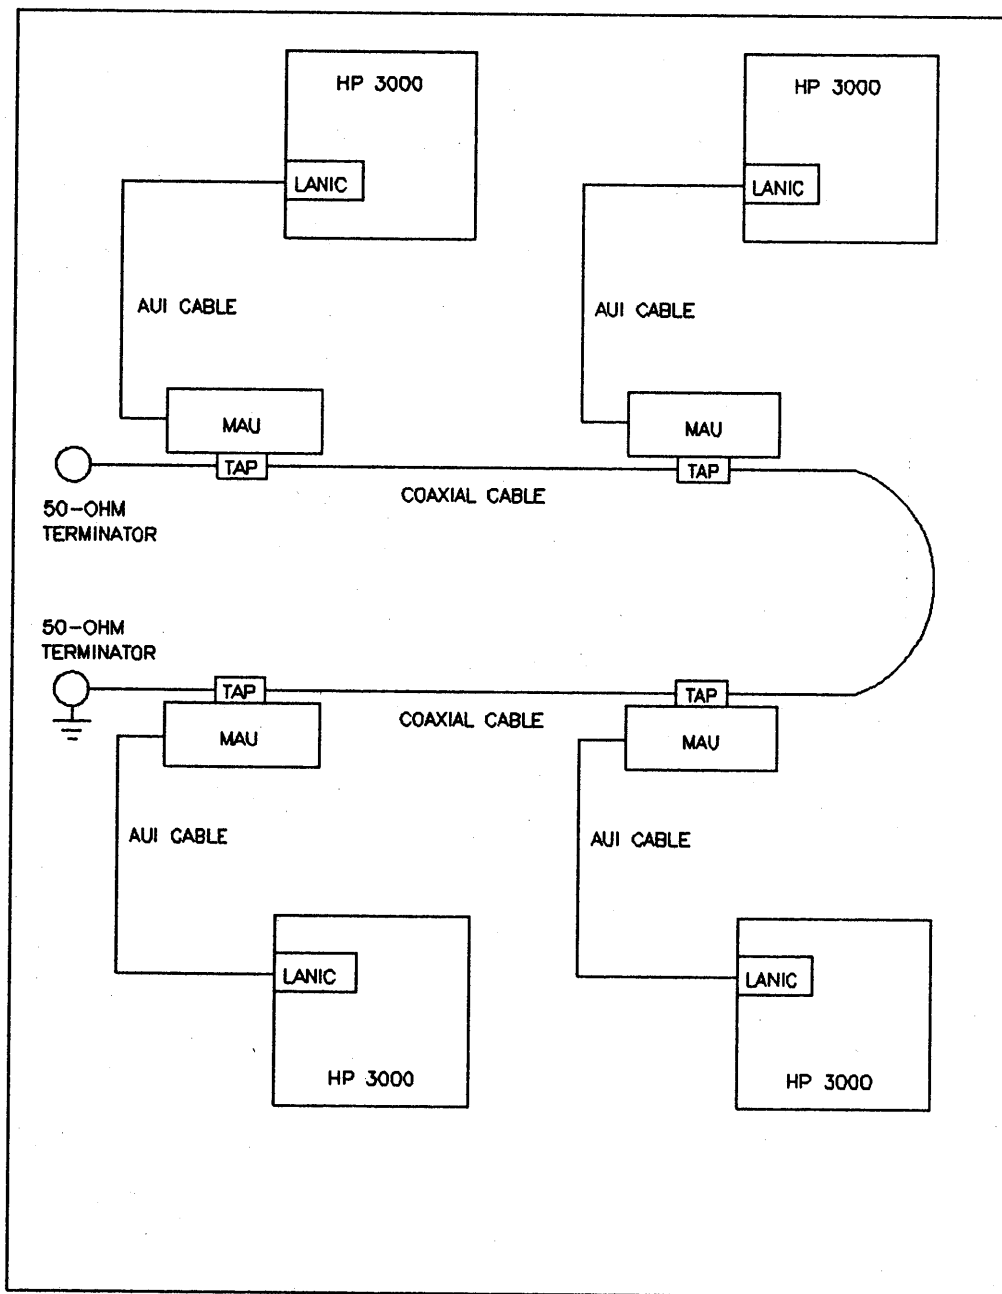 HP 3000
HP 3000
LANIC
LANIC
AUI CABLE
AUI CABLE
MAU
MAU
TAP
TAP
COAXIAL CABLE
50-OHM
TERMINATOR
50-OHM
TERMINATOR
TAP
TAP
COAXIAL CABLE
MAU
MAU
AUI CABLE
AUI CABLE
LANIC
LANIC
HP 3000
HP 3000